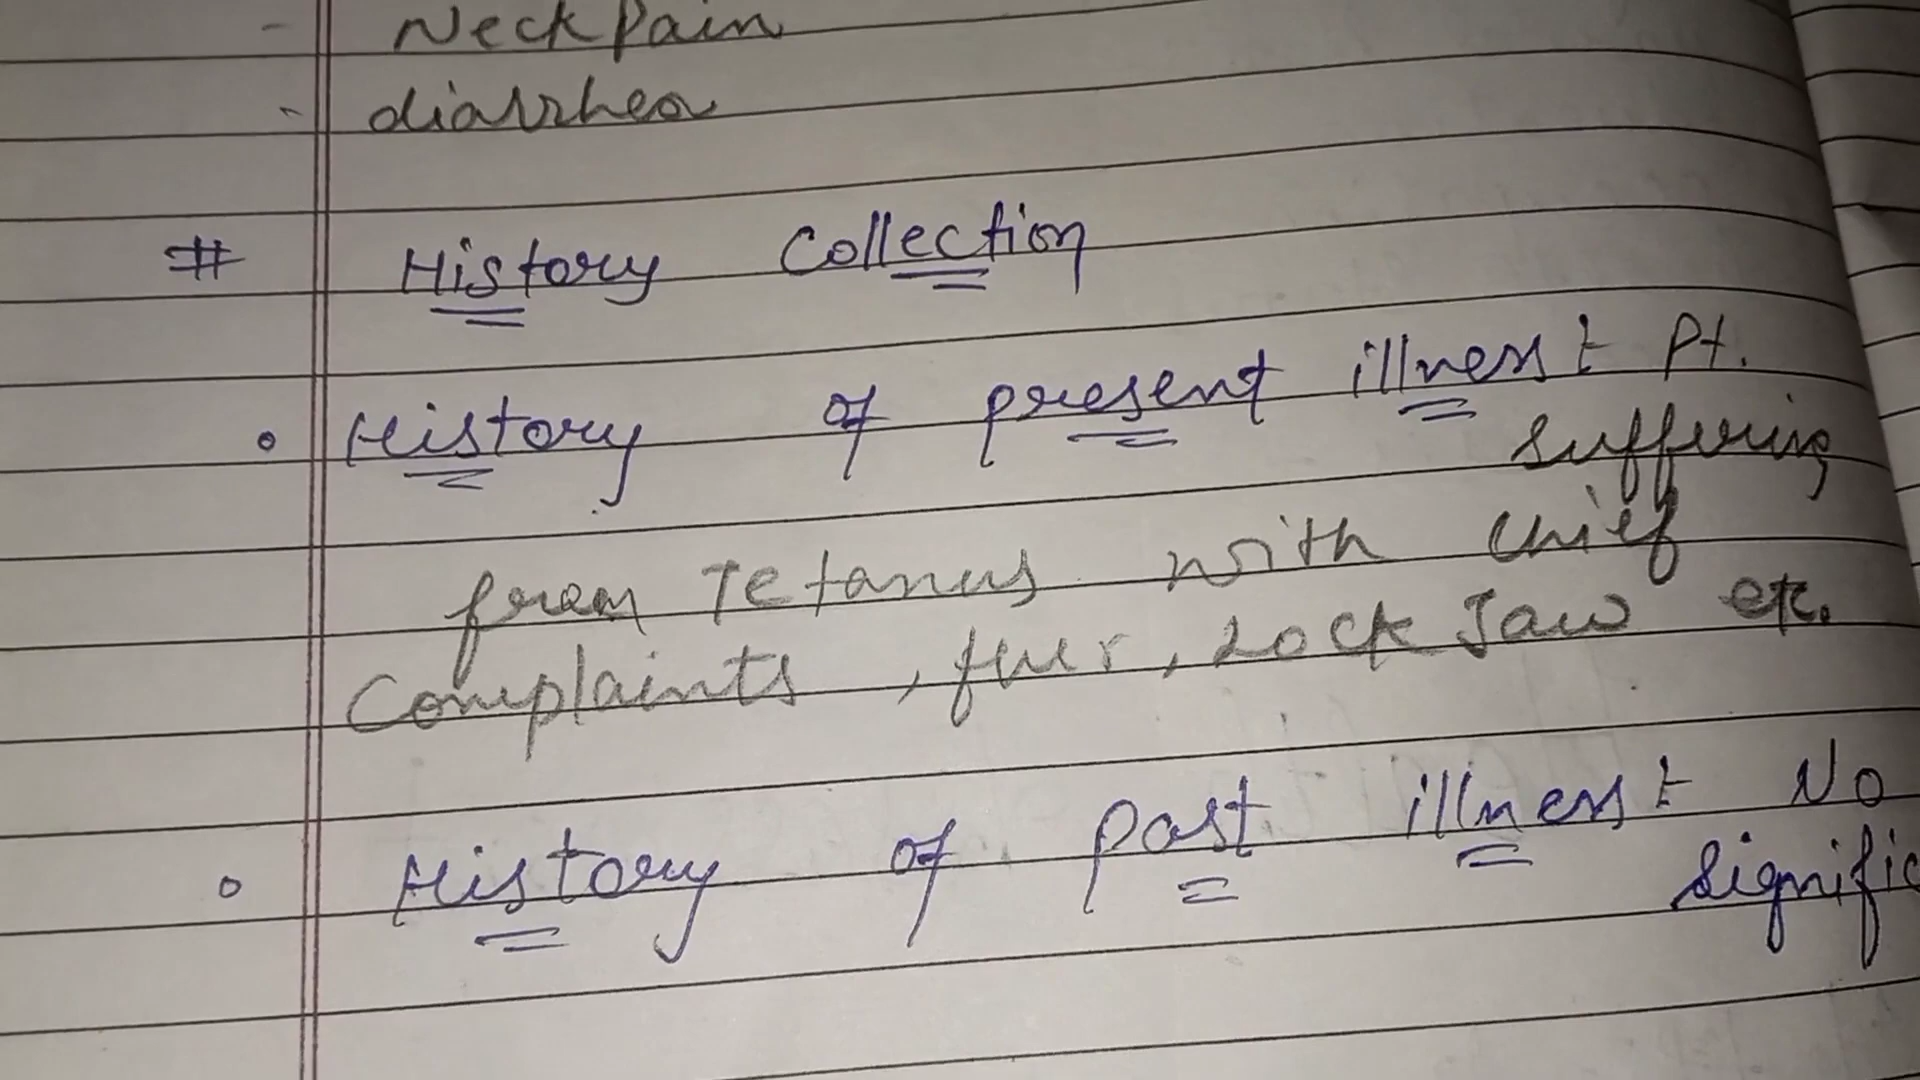 - Neck Pain
- diarrhea
# History Collection
• History of present illness :- Pt.
suffering
from Tetanus with chief
Complaints, fever, Lock Jaw etc.
• History of past illness :- No
signific